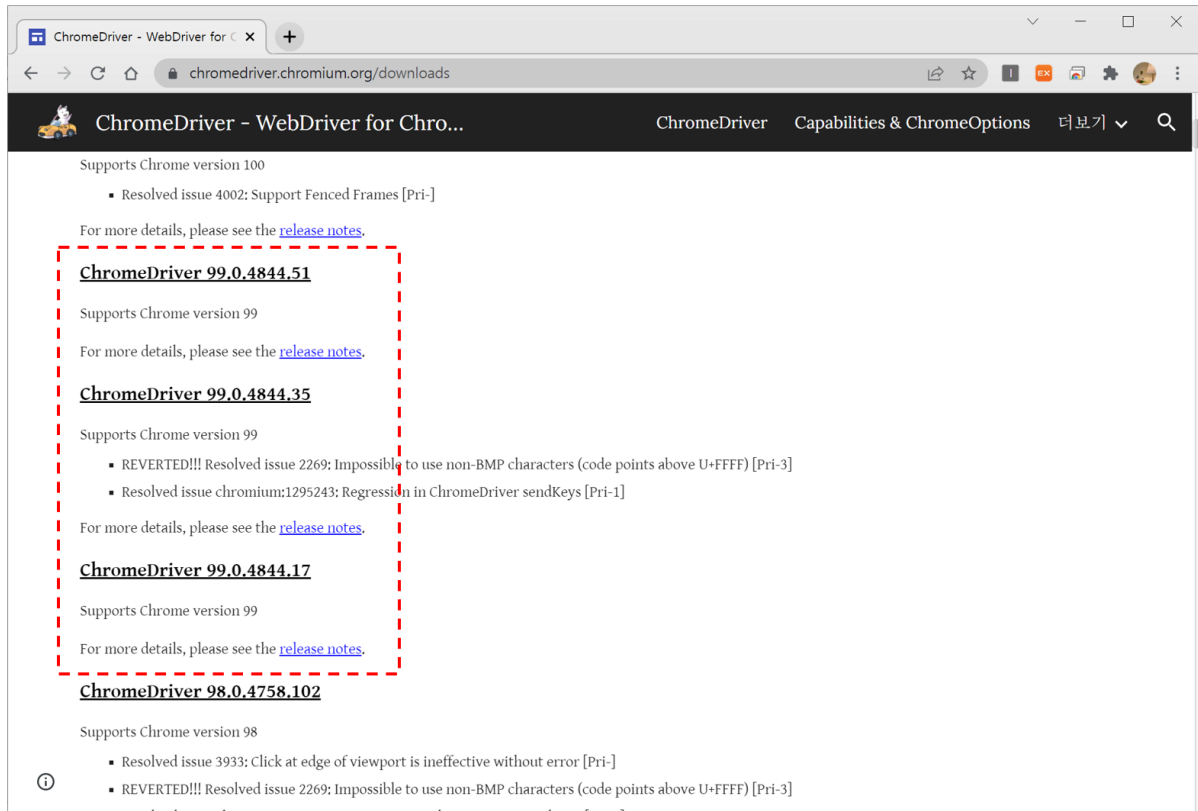 ChromeDriver - WebDriver for C
chromedriver.chromium.org/downloads
EX
ChromeDriver - WebDriver for Chro...
ChromeDriver
Capabilities & ChromeOptions
더보기
Supports Chrome version 100
▪ Resolved issue 4002: Support Fenced Frames [Pri-]
For more details, please see the release notes.
ChromeDriver 99.0.4844.51
Supports Chrome version 99
For more details, please see the release notes.
ChromeDriver 99.0.4844.35
Supports Chrome version 99
▪ REVERTED!!! Resolved issue 2269: Impossible to use non-BMP characters (code points above U+FFFF) [Pri-3]
▪ Resolved issue chromium:1295243: Regression in ChromeDriver sendKeys [Pri-1]
For more details, please see the release notes.
ChromeDriver 99.0.4844.17
Supports Chrome version 99
For more details, please see the release notes.
ChromeDriver 98.0.4758.102
Supports Chrome version 98
▪ Resolved issue 3933: Click at edge of viewport is ineffective without error [Pri-]
▪ REVERTED!!! Resolved issue 2269: Impossible to use non-BMP characters (code points above U+FFFF) [Pri-3]